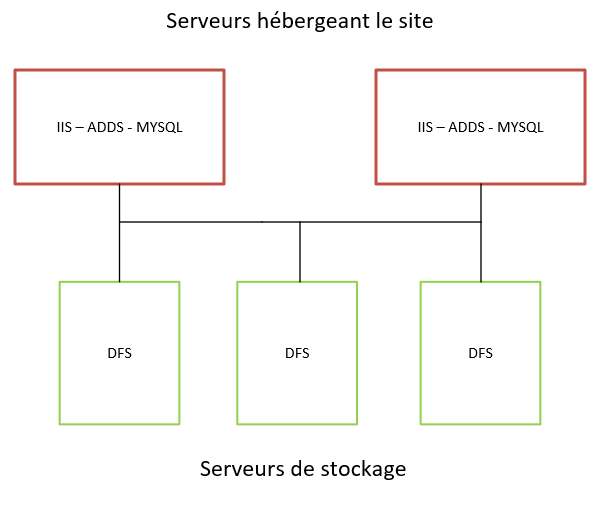 Serveurs hébergeant le site
IIS – ADDS - MYSQL
IIS – ADDS - MYSQL
DFS
DFS
DFS
Serveurs de stockage